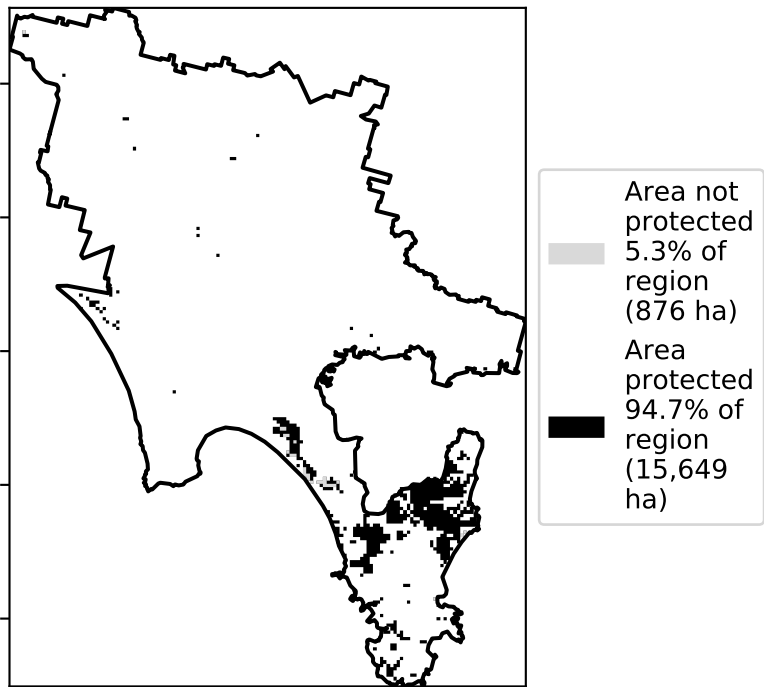 Area not
protected
5.3% of
region
(876 ha)
Area
protected
94.7% of
region
(15,649
ha)